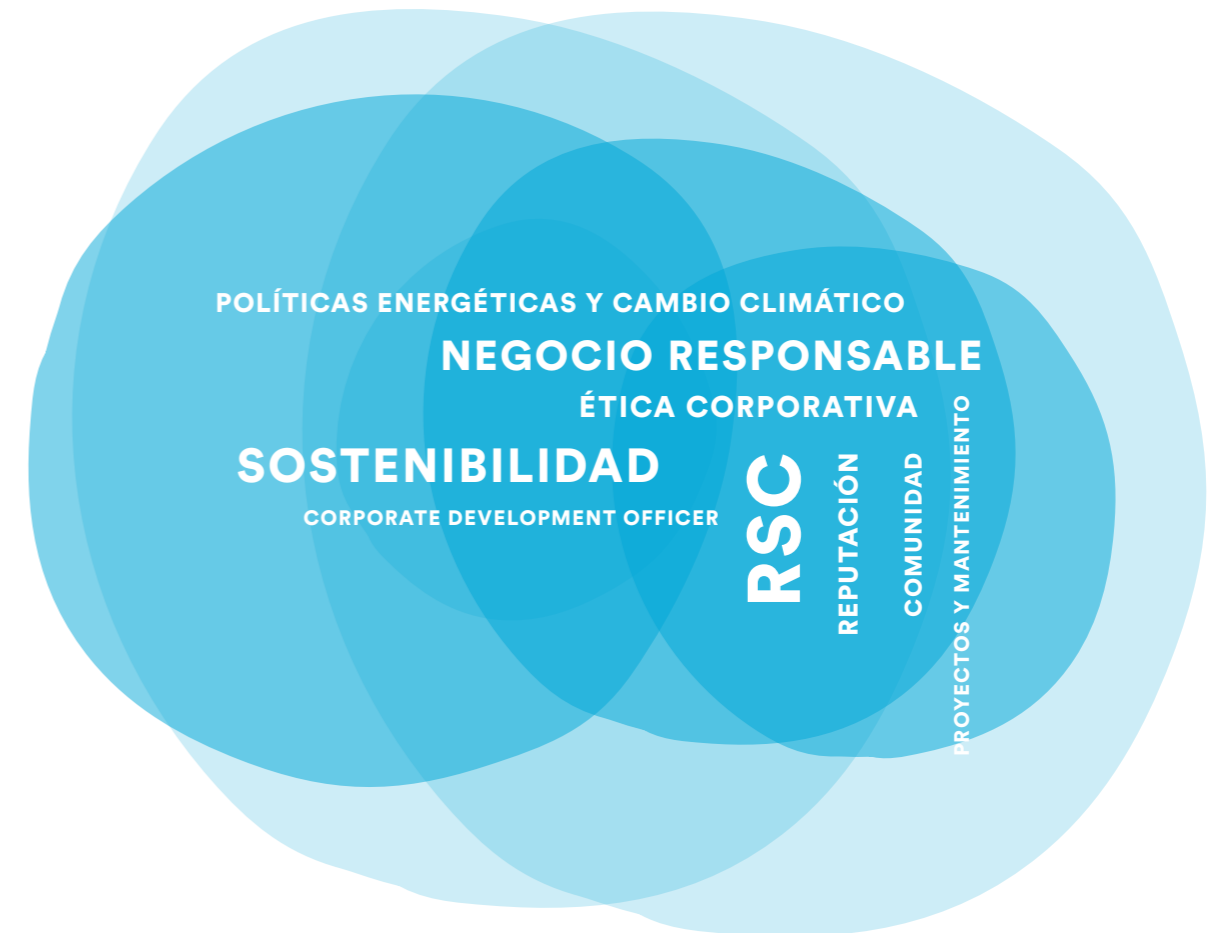 POLÍTICAS ENERGÉTICAS Y CAMBIO CLIMÁTICO
NEGOCIO RESPONSABLE
ÉTICA CORPORATIVA
SOSTENIBILIDAD
CORPORATE DEVELOPMENT OFFICER
RSC
REPUTACIÓN
COMUNIDAD
PROYECTOS Y MANTENIMIENTO